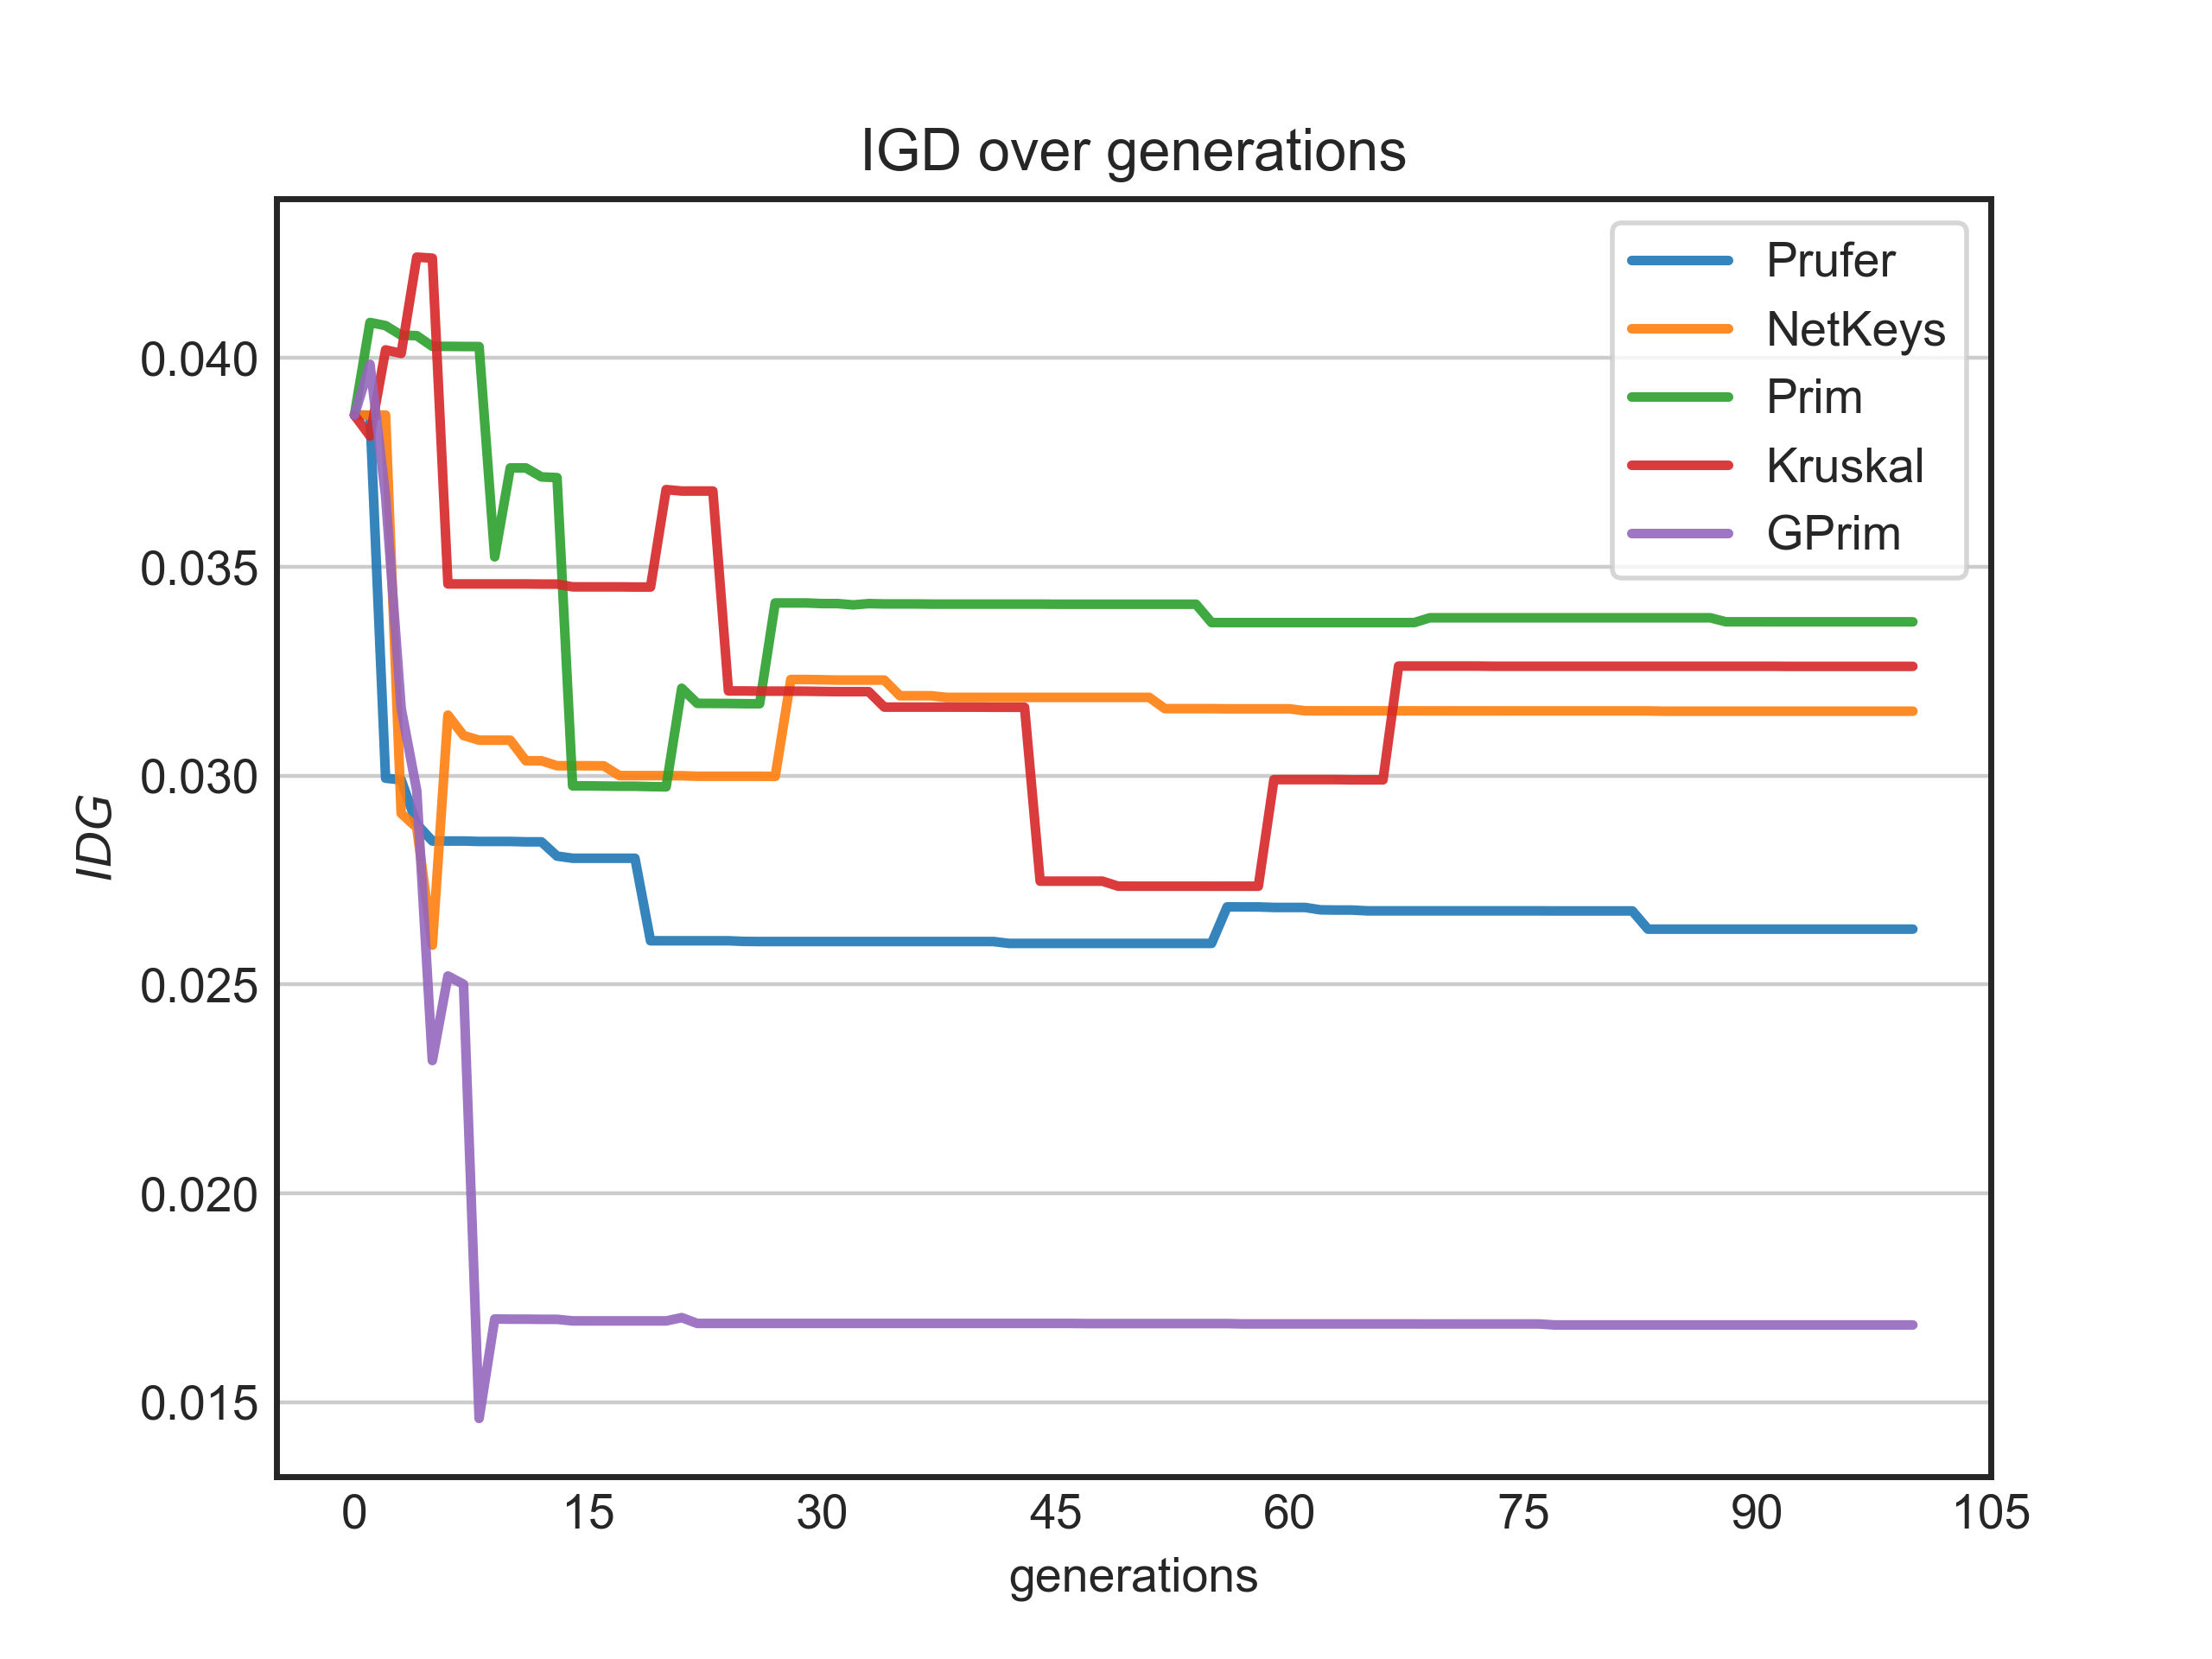 IGD over generations
Prufer
NetKeys
Prim
Kruskal
GPrim
0.040
0.035
0.030
0.025
0.020
0.015
IDG
0 15 30 45 60 75 90 105
generations